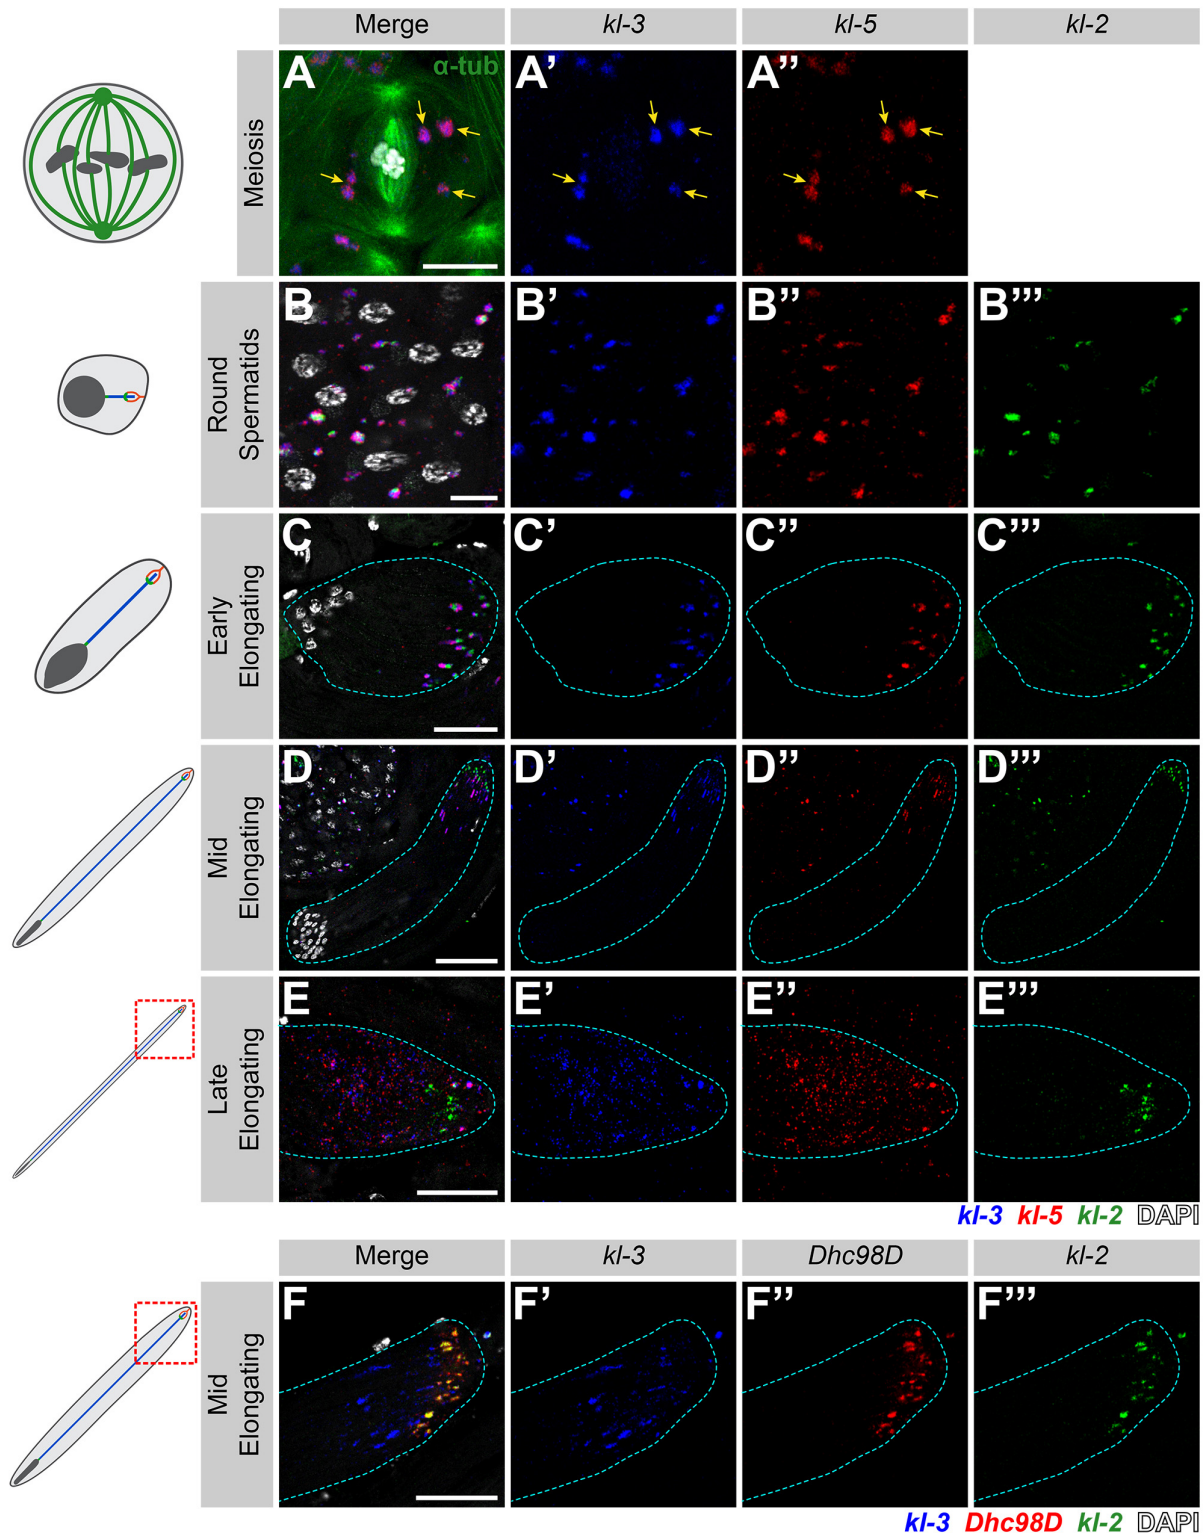 Merge kl-3 kl-5 kl-2
Meiosis
A α-tub A’ A’’
Round
Spermatids
B B’ B’’ B’’’
Early
Elongating
C C’ C’’ C’’’
Mid
Elongating
D D’ D’’ D’’’
Late
Elongating
E E’ E’’ E’’’
kl-3 kl-5 kl-2 DAPI
Merge kl-3 Dhc98D kl-2
Mid
Elongating
F F’ F’’ F’’’
kl-3 Dhc98D kl-2 DAPI